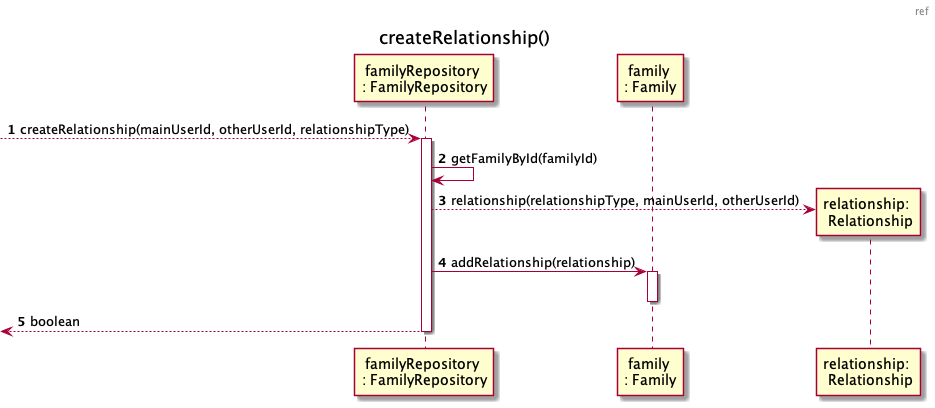 ref
createRelationship()
familyRepository
: FamilyRepository
family
: Family
1 createRelationship(mainUserId, otherUserId, relationshipType)
2 getFamilyById(familyId)
3 relationship(relationshipType, mainUserId, otherUserId)
relationship:
Relationship
4 addRelationship(relationship)
5 boolean
familyRepository
: FamilyRepository
family
: Family
relationship:
Relationship